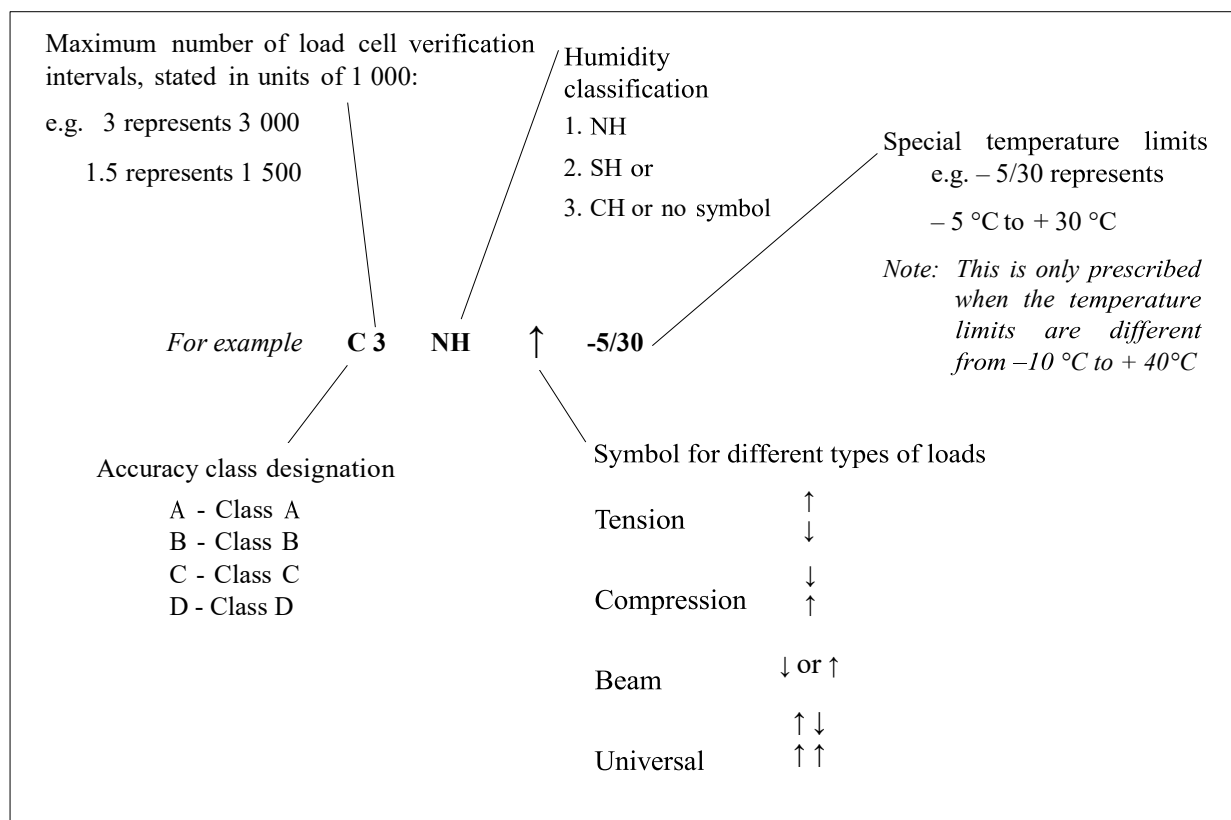 Maximum number of load cell verification
intervals, stated in units of 1 000:
e.g. 3 represents 3 000
1.5 represents 1 500
Humidity
classification
1. NH
2. SH or
3. CH or no symbol
Special temperature limits
e.g. – 5/30 represents
– 5 °C to + 30 °C
Note: This is only prescribed
when the temperature
limits are different
from –10 °C to + 40°C
For example C 3 NH ↑ -5/30
Accuracy class designation
A - Class A
B - Class B
C - Class C
D - Class D
Symbol for different types of loads
↑
Tension
↓
↓
Compression
↑
Beam ↓ or ↑
↑ ↓
Universal ↑ ↑